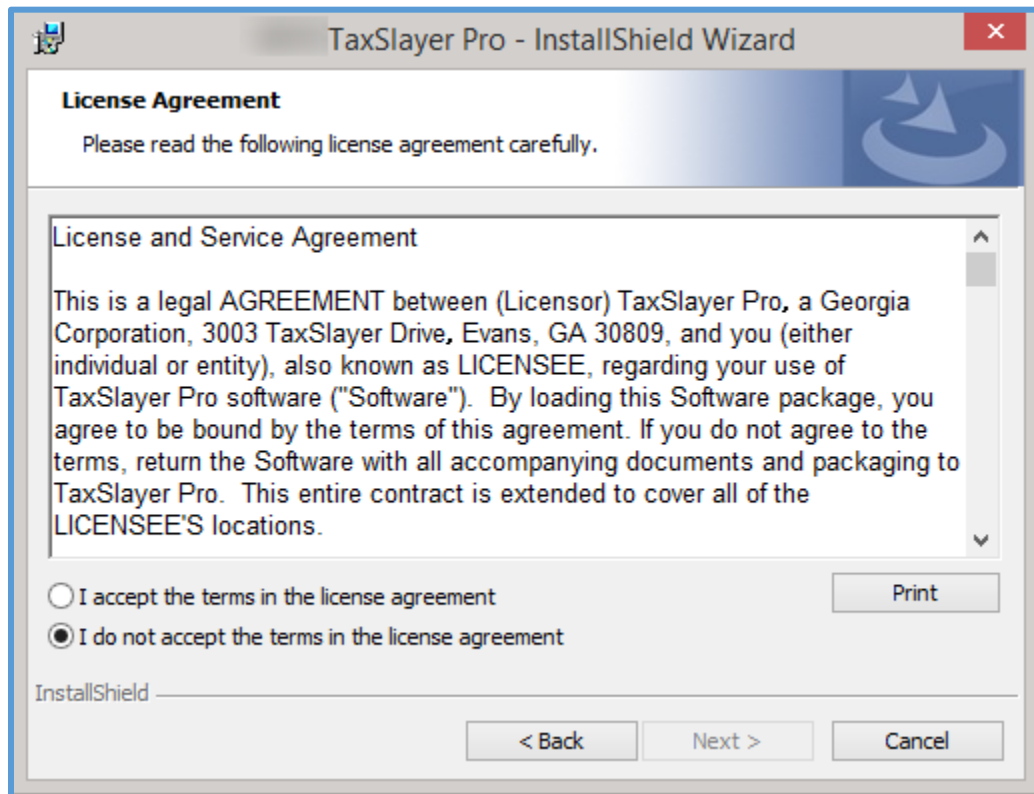 TaxSlayer Pro - InstallShield Wizard
License Agreement
Please read the following license agreement carefully.
License and Service Agreement
This is a legal AGREEMENT between (Licensor) TaxSlayer Pro, a Georgia
Corporation, 3003 TaxSlayer Drive, Evans, GA 30809, and you (either
individual or entity), also known as LICENSEE, regarding your use of
TaxSlayer Pro software ("Software").  By loading this Software package, you
agree to be bound by the terms of this agreement. If you do not agree to the
terms, return the Software with all accompanying documents and packaging to
TaxSlayer Pro.  This entire contract is extended to cover all of the
LICENSEE'S locations.
I accept the terms in the license agreement
Print
I do not accept the terms in the license agreement
InstallShield
< Back
Next >
Cancel